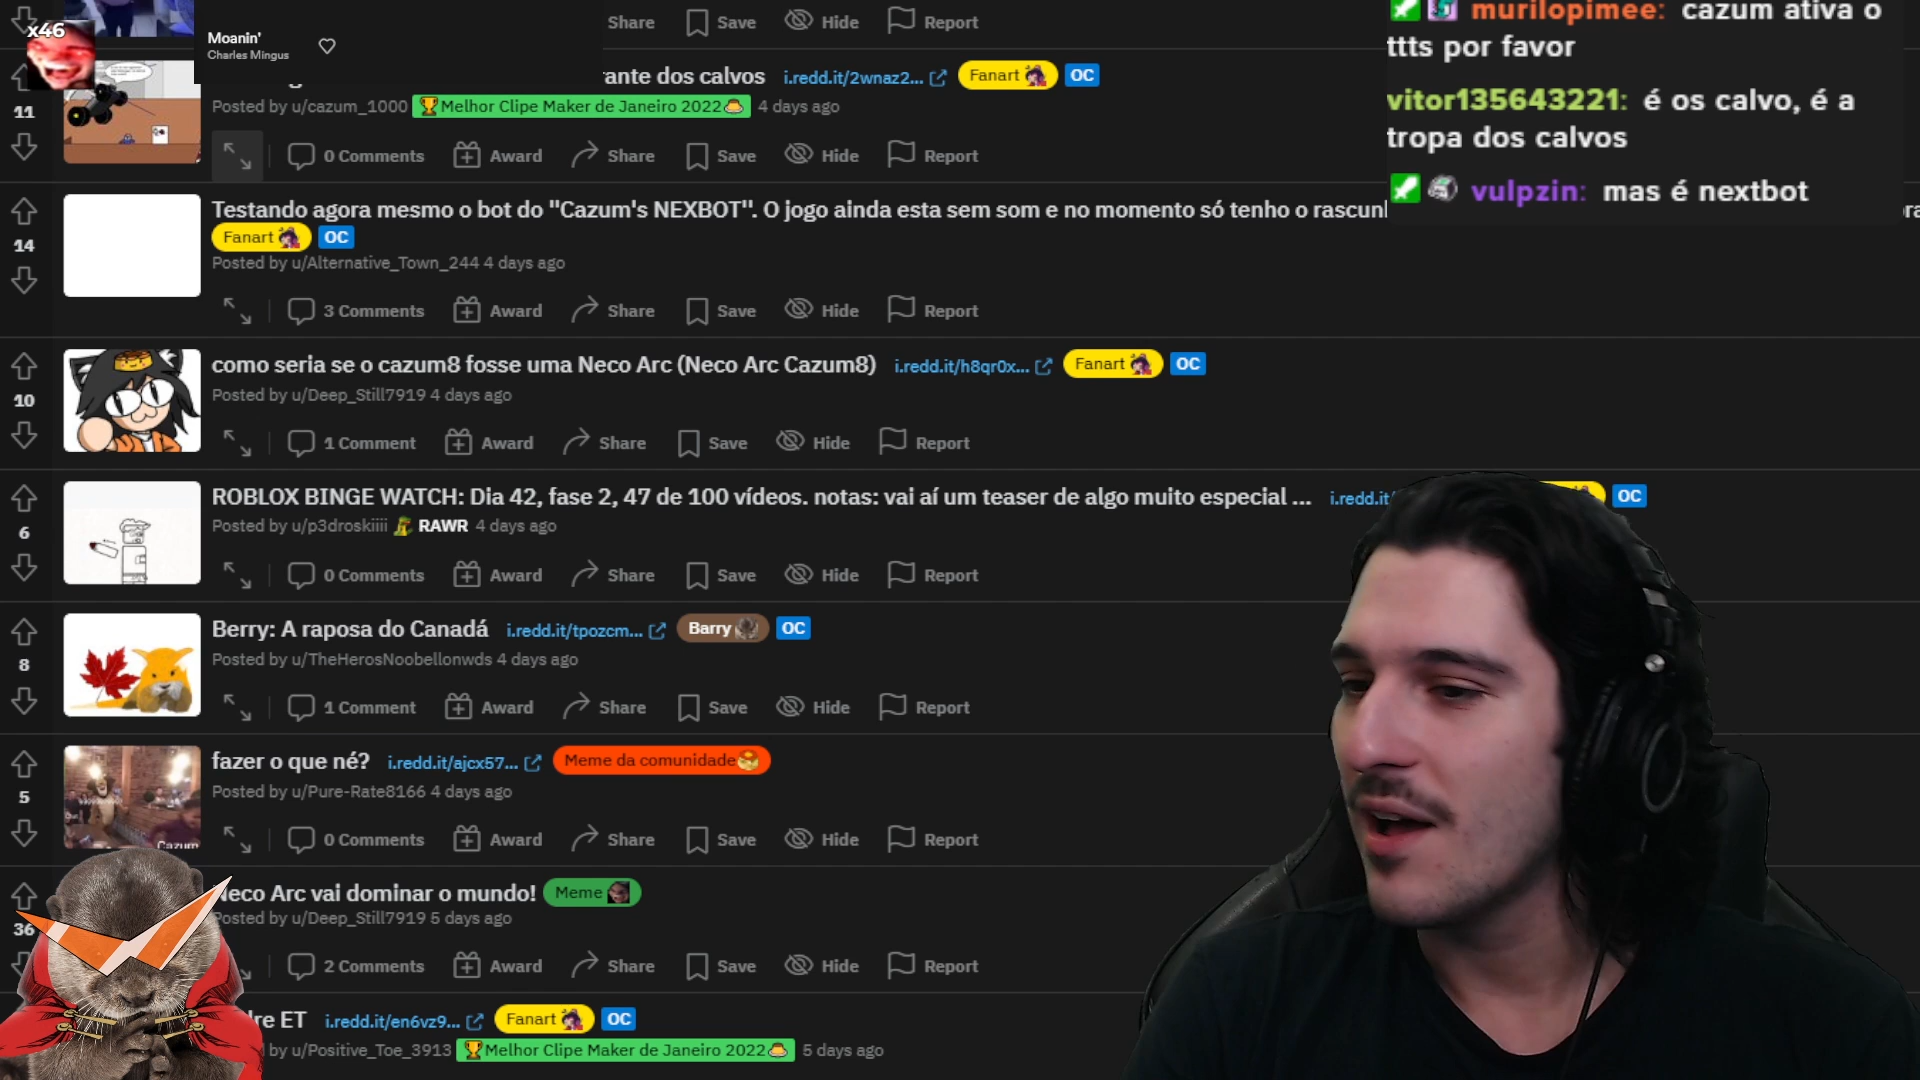 x46
Moanin'
Charles Mingus
Share Save Hide Report
rante dos calvos i.redd.it/2wnaz2... Fanart OC
11
Posted by u/cazum_1000 🏆Melhor Clipe Maker de Janeiro 2022🍮 4 days ago
0 Comments Award Share Save Hide Report
murilopimee: cazum ativa o
ttts por favor
vitor135643221: é os calvo, é a
tropa dos calvos
vulpzin: mas é nextbot
Testando agora mesmo o bot do "Cazum's NEXBOT". O jogo ainda esta sem som e no momento só tenho o
Fanart OC
14
Posted by u/Alternative_Town_244 4 days ago
3 Comments Award Share Save Hide Report
como seria se o cazum8 fosse uma Neco Arc (Neco Arc Cazum8) i.redd.it/h8qr0x... Fanart OC
10
Posted by u/Deep_Still7919 4 days ago
1 Comment Award Share Save Hide Report
ROBLOX BINGE WATCH: Dia 42, fase 2, 47 de 100 vídeos. notas: vai aí um teaser de algo muito especial ... i.redd.it/ OC
6
Posted by u/p3droskiiii RAWR 4 days ago
0 Comments Award Share Save Hide Report
Berry: A raposa do Canadá i.redd.it/tpozcm... Barry OC
8
Posted by u/TheHerosNoobellonwds 4 days ago
1 Comment Award Share Save Hide Report
fazer o que né? i.redd.it/ajcx57... Meme da comunidade
5
Posted by u/Pure-Rate8166 4 days ago
Cazum
0 Comments Award Share Save Hide Report
Neco Arc vai dominar o mundo! Meme
36
Posted by u/Deep_Still7919 5 days ago
2 Comments Award Share Save Hide Report
dre ET i.redd.it/en6vz9... Fanart OC
by u/Positive_Toe_3913 🏆Melhor Clipe Maker de Janeiro 2022🍮 5 days ago